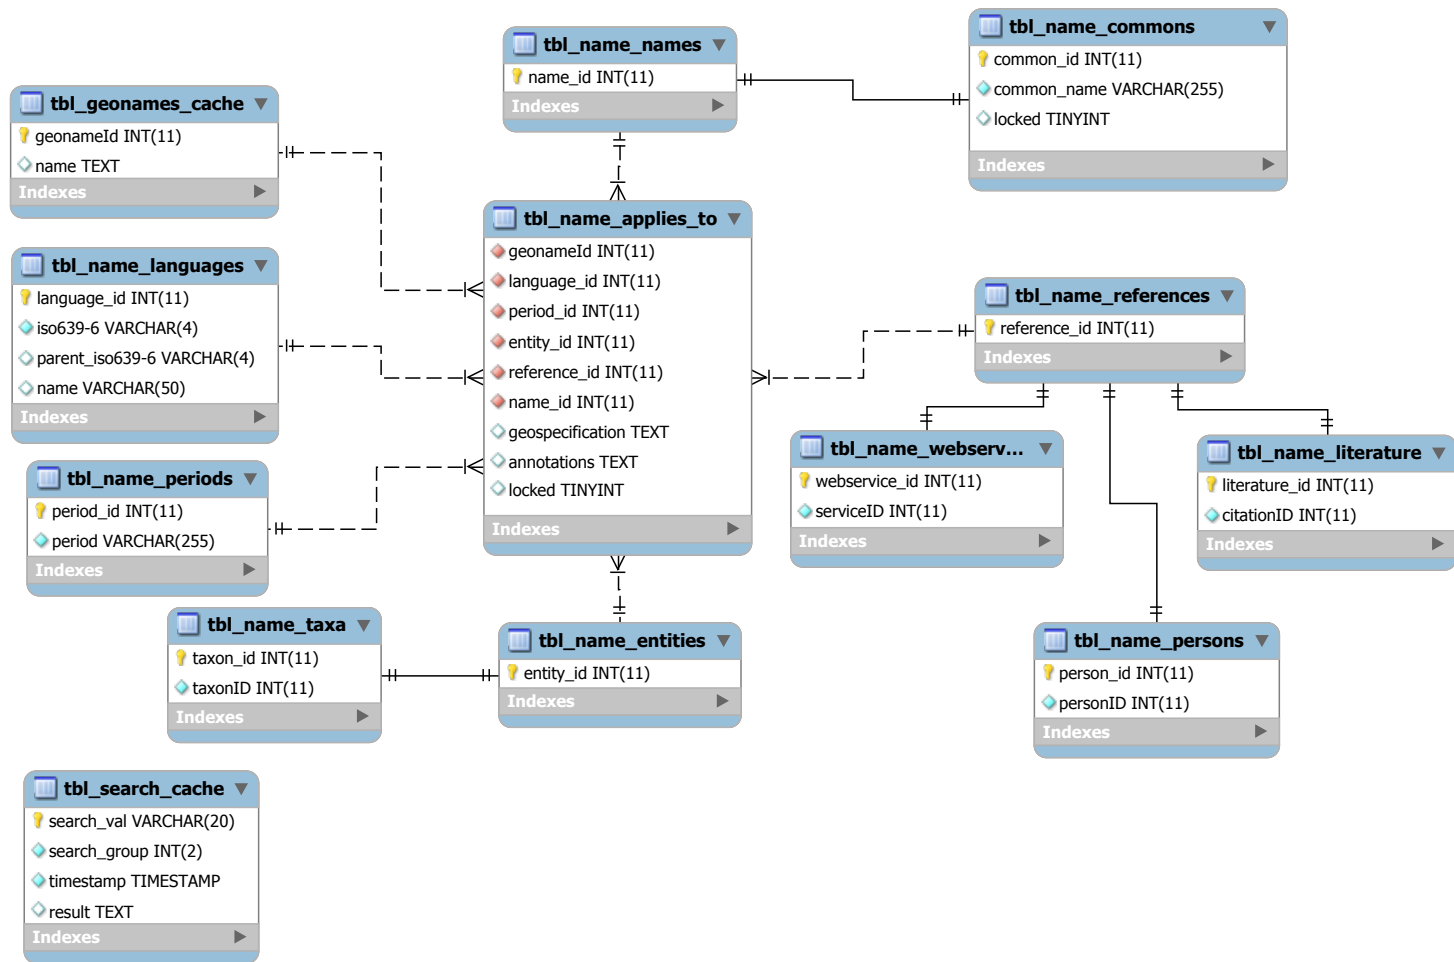 tbl_name_names
name_id INT(11)
Indexes
tbl_name_commons
common_id INT(11)
common_name VARCHAR(255)
locked TINYINT
Indexes
tbl_geonames_cache
geonameId INT(11)
name TEXT
Indexes
tbl_name_applies_to
geonameId INT(11)
language_id INT(11)
period_id INT(11)
entity_id INT(11)
reference_id INT(11)
name_id INT(11)
geospecification TEXT
annotations TEXT
locked TINYINT
Indexes
tbl_name_languages
language_id INT(11)
iso639-6 VARCHAR(4)
parent_iso639-6 VARCHAR(4)
name VARCHAR(50)
Indexes
tbl_name_references
reference_id INT(11)
Indexes
tbl_name_webserv...
webservice_id INT(11)
serviceID INT(11)
Indexes
tbl_name_literature
literature_id INT(11)
citationID INT(11)
Indexes
tbl_name_periods
period_id INT(11)
period VARCHAR(255)
Indexes
tbl_name_taxa
taxon_id INT(11)
taxonID INT(11)
Indexes
tbl_name_entities
entity_id INT(11)
Indexes
tbl_name_persons
person_id INT(11)
personID INT(11)
Indexes
tbl_search_cache
search_val VARCHAR(20)
search_group INT(2)
timestamp TIMESTAMP
result TEXT
Indexes